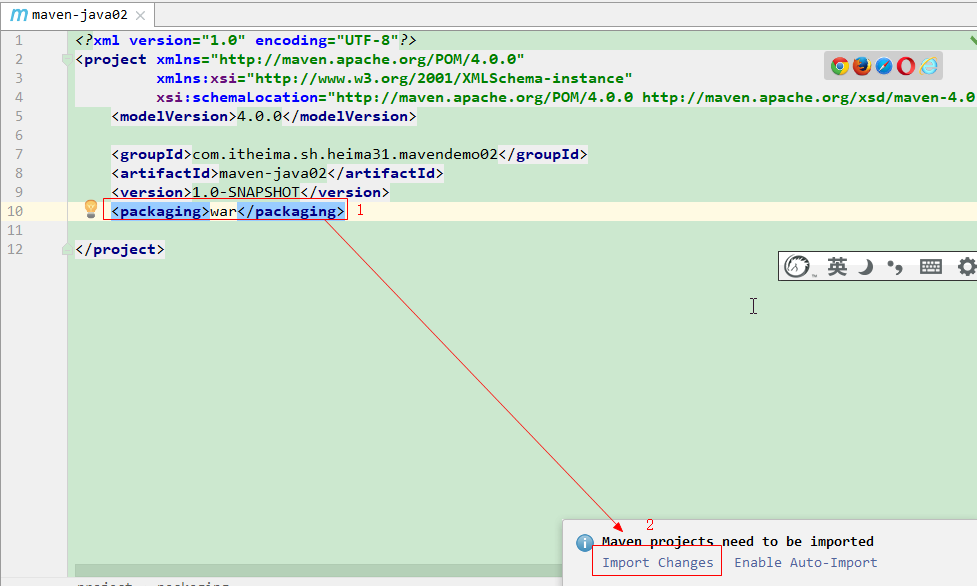 maven-java02
1 <?xml version="1.0" encoding="UTF-8"?>
2 <project xmlns="http://maven.apache.org/POM/4.0.0"
3 xmlns:xsi="http://www.w3.org/2001/XMLSchema-instance"
4 xsi:schemaLocation="http://maven.apache.org/POM/4.0.0 http://maven.apache.org/xsd/maven-4.0
5 <modelVersion>4.0.0</modelVersion>
6
7 <groupId>com.itheima.sh.heima31.mavendemo02</groupId>
8 <artifactId>maven-java02</artifactId>
9 <version>1.0-SNAPSHOT</version>
10 <packaging>war</packaging> 1
11
12 </project>
英
2
Maven projects need to be imported
Import Changes Enable Auto-Import
project packaging